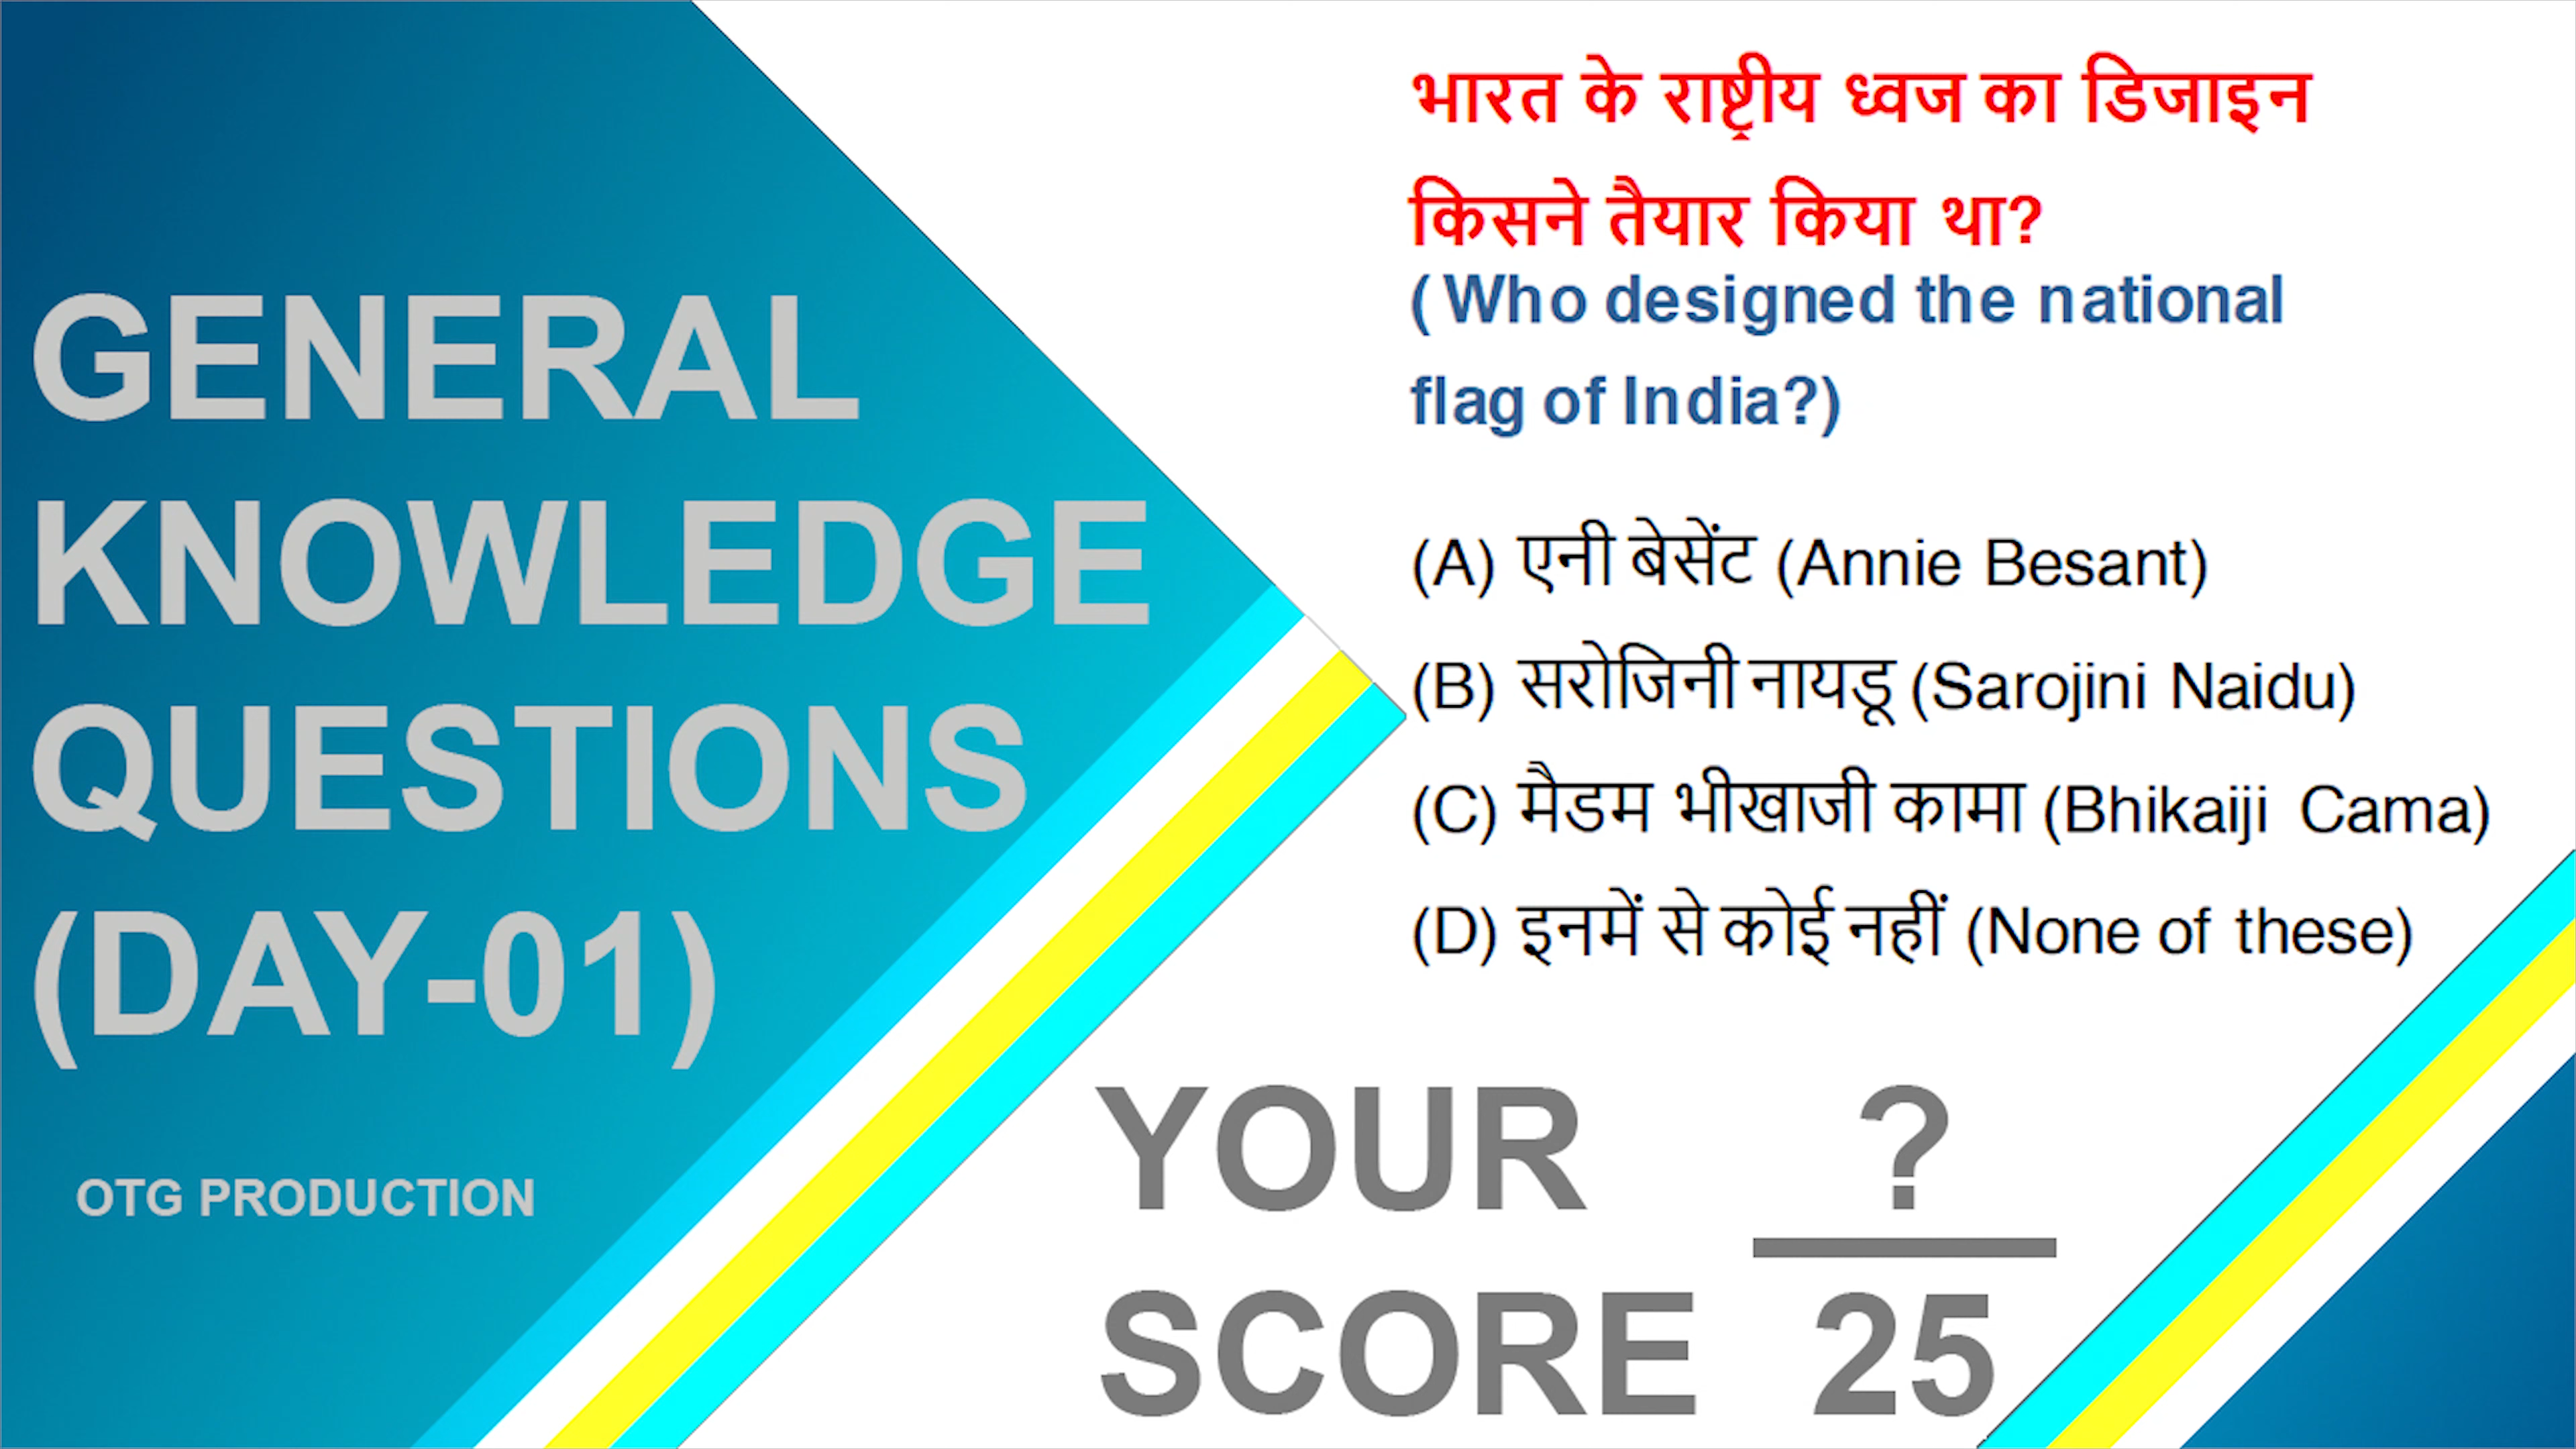 GENERAL
KNOWLEDGE
QUESTIONS
(DAY-01)
OTG PRODUCTION
भारत के राष्ट्रीय ध्वज का डिजाइन
किसने तैयार किया था?
( Who designed the national
flag of India?)
(A) एनी बेसेंट (Annie Besant)
(B) सरोजिनी नायडू (Sarojini Naidu)
(C) मैडम भीखाजी कामा (Bhikaiji Cama)
(D) इनमें से कोई नहीं (None of these)
YOUR ?
SCORE 25